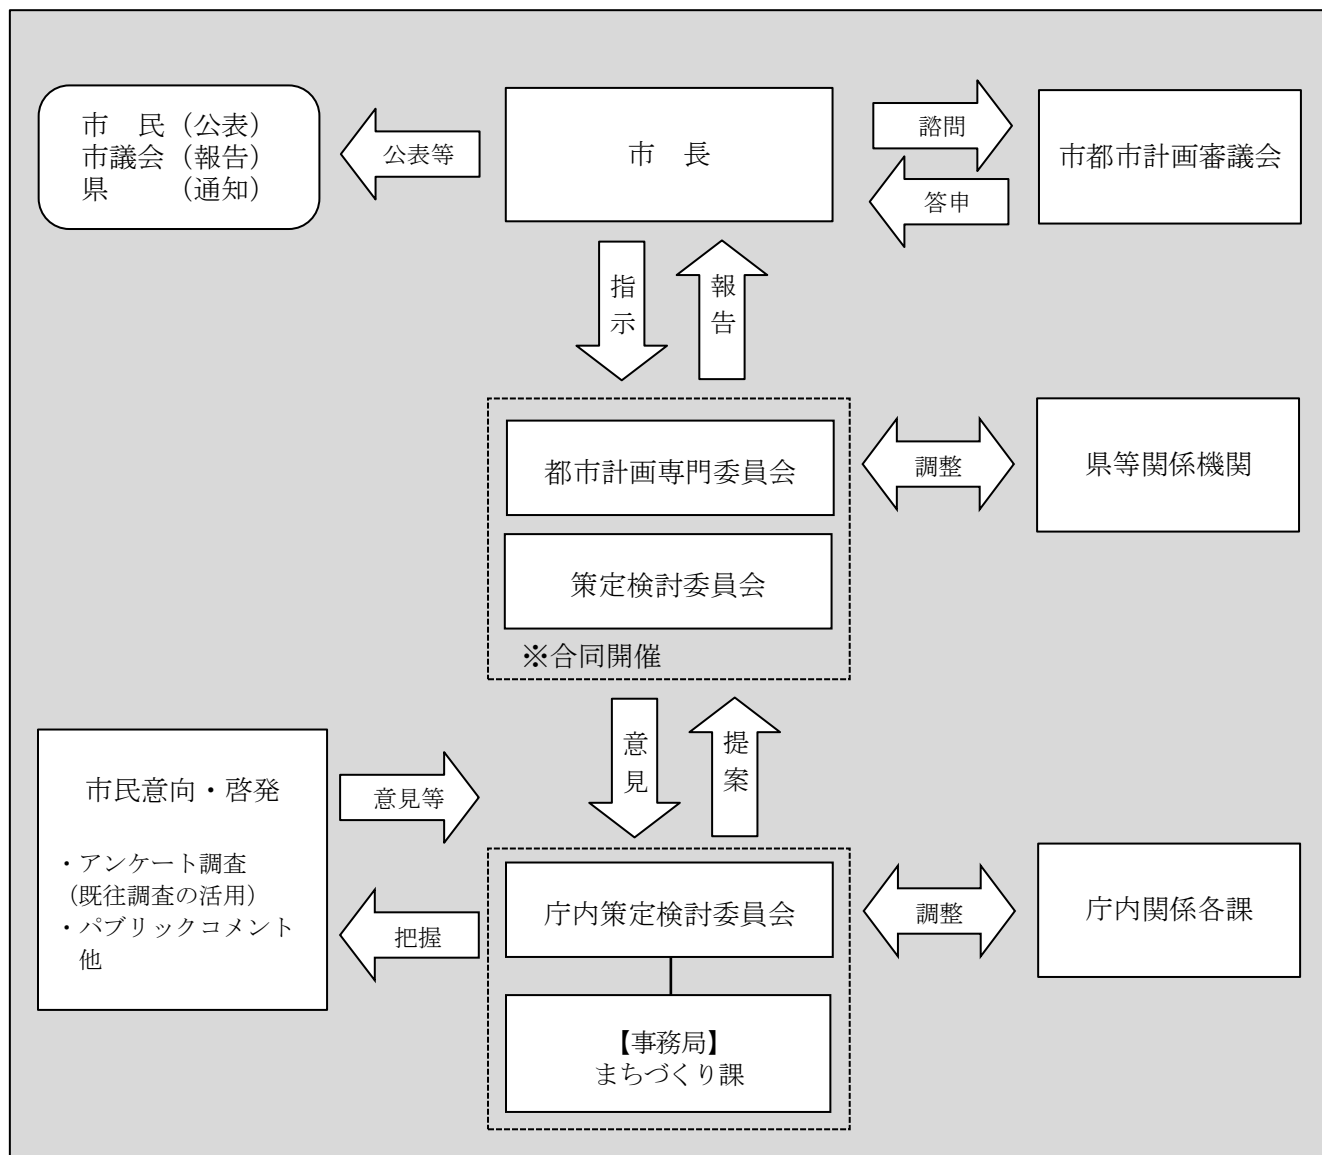 市　民（公表）
市議会（報告）
県　　（通知）
公表等
市　長
諮問
答申
市都市計画審議会
指示
報告
都市計画専門委員会
策定検討委員会
※合同開催
調整
県等関係機関
意見
提案
市民意向・啓発
・アンケート調査
（既往調査の活用）
・パブリックコメント
他
意見等
把握
庁内策定検討委員会
【事務局】
まちづくり課
調整
庁内関係各課